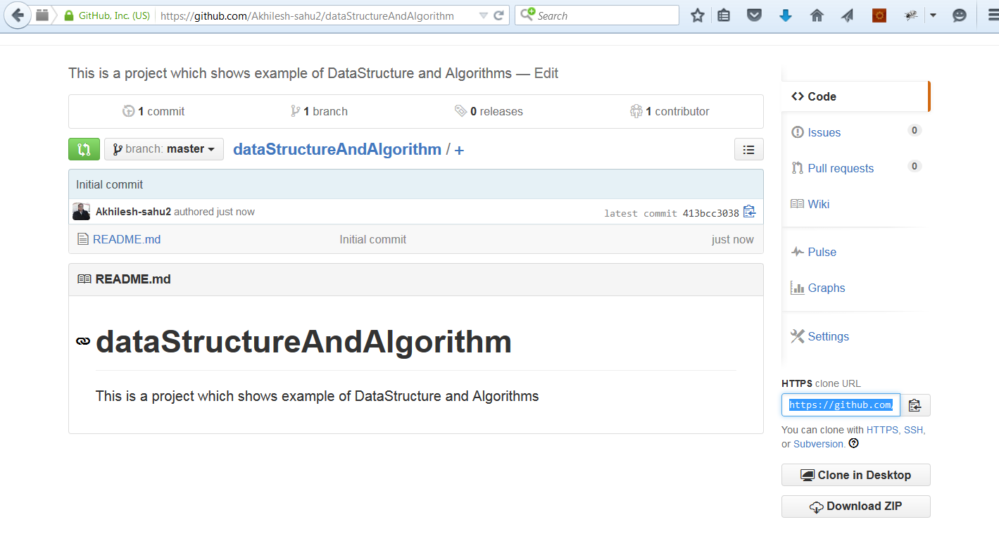 GitHub, Inc. (US) https://github.com/Akhilesh-sahu2/dataStructureAndAlgorithm Search
This is a project which shows example of DataStructure and Algorithms — Edit
1 commit 1 branch 0 releases 1 contributor
branch: master dataStructureAndAlgorithm / +
Initial commit
Akhilesh-sahu2 authored just now latest commit 413bcc3038
README.md Initial commit just now
README.md
dataStructureAndAlgorithm
This is a project which shows example of DataStructure and Algorithms
Code
Issues 0
Pull requests 0
Wiki
Pulse
Graphs
Settings
HTTPS clone URL
https://github.com/
You can clone with HTTPS, SSH,
or Subversion.
Clone in Desktop
Download ZIP